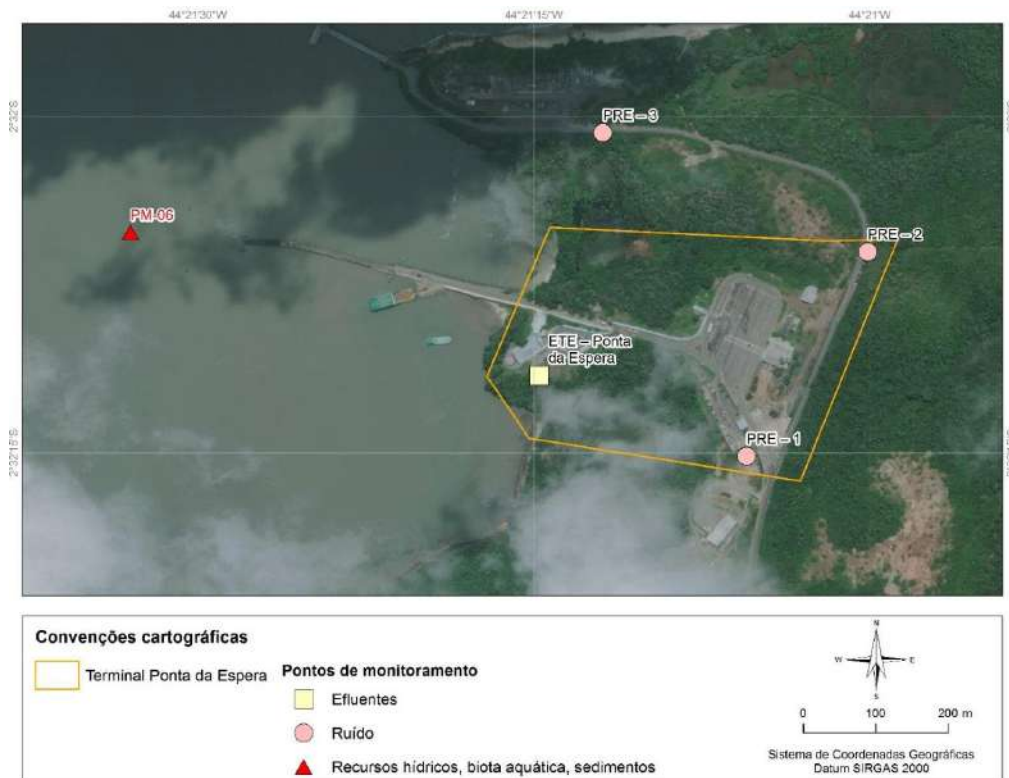 44°21'30"W
44°21'15"W
44°21'W
2°32'S
PRE – 3
PM-06
PRE – 2
ETE – Ponta
da Espera
PRE – 1
2°32'15"S
Convenções cartográficas
Terminal Ponta da Espera
Pontos de monitoramento
Efluentes
Ruído
Recursos hídricos, biota aquática, sedimentos
N
W
E
S
0 100 200 m
Sistema de Coordenadas Geográficas
Datum SIRGAS 2000